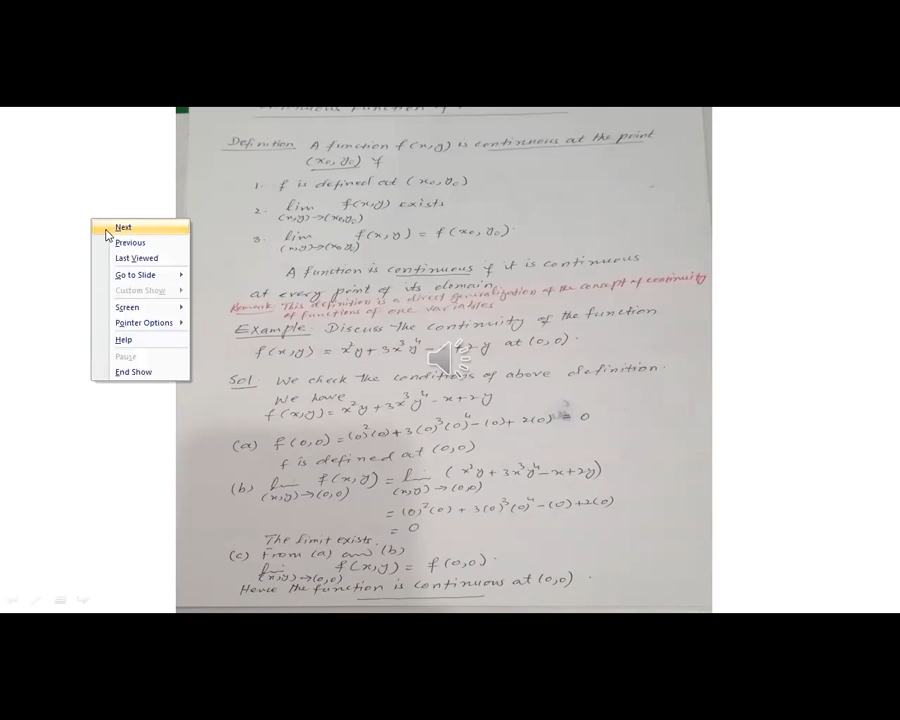 Definition A function f(x,y) is continuous at the point
(x₀, y₀) if
1. f is defined at (x₀, y₀)
2. lim f(x,y) exists
(x,y)→(x₀,y₀)
3. lim f(x,y) = f(x₀, y₀).
(x,y)→(x₀,y₀)
A function is continuous if it is continuous
at every point of its domain.
Remark: This definition is a direct generalization of the concept of continuity
of functions of one variables
Example: Discuss the continuity of the function
f(x,y) = x²y + 3x³y⁴ - + 2y at (0,0).
Sol. We check the conditions of above definition.
We have
f(x,y) = x²y + 3x³y⁴ - x + 2y
(a) f(0,0) = (0)²(0) + 3(0)³(0)⁴ - (0) + 2(0) = 0
f is defined at (0,0)
(b) lim f(x,y) = lim (x²y + 3x³y⁴ - x + 2y)
(x,y)→(0,0) (x,y)→(0,0)
= (0)²(0) + 3(0)³(0)⁴ - (0) + 2(0)
= 0
The limit exists.
(c) From (a) and (b)
lim f(x,y) = f(0,0).
(x,y)→(0,0)
Hence the function is continuous at (0,0).
Next
Previous
Last Viewed
Go to Slide
Custom Show
Screen
Pointer Options
Help
Pause
End Show